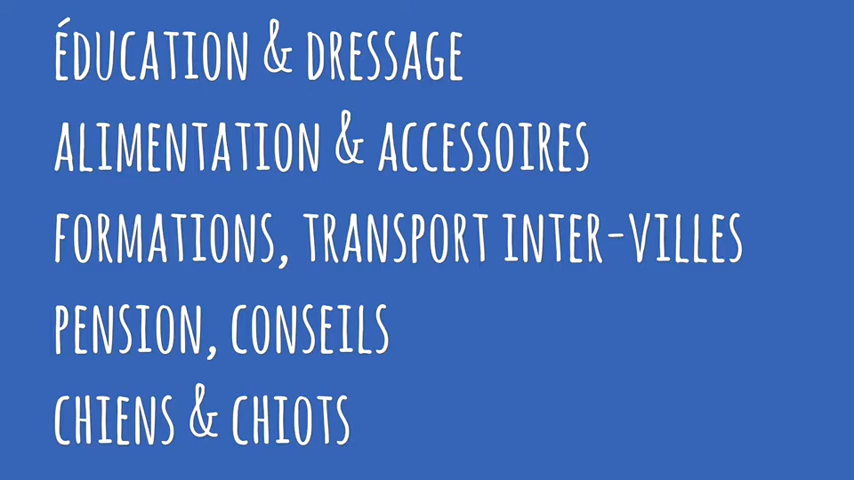 ÉDUCATION & DRESSAGE
ALIMENTATION & ACCESSOIRES
FORMATIONS, TRANSPORT INTER-VILLES
PENSION, CONSEILS
CHIENS & CHIOTS